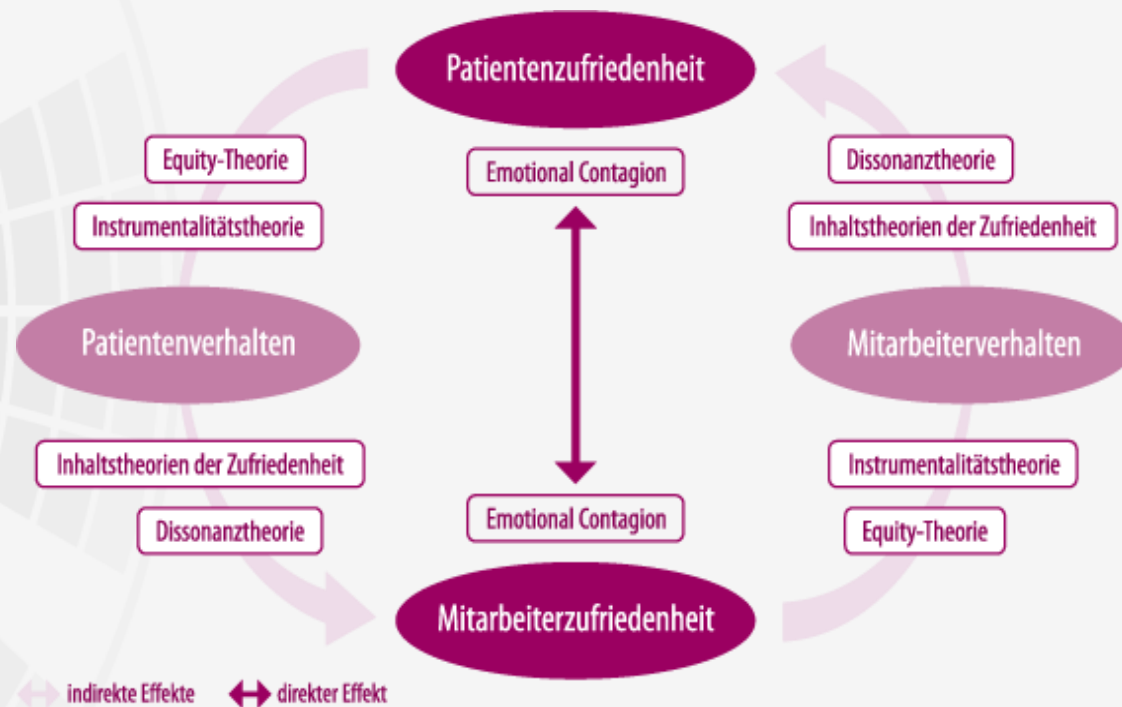 Patientenzufriedenheit
Equity-Theorie
Emotional Contagion
Dissonanztheorie
Instrumentalitätstheorie
Inhaltstheorien der Zufriedenheit
Patientenverhalten
Mitarbeiterverhalten
Inhaltstheorien der Zufriedenheit
Instrumentalitätstheorie
Dissonanztheorie
Emotional Contagion
Equity-Theorie
Mitarbeiterzufriedenheit
indirekte Effekte
direkter Effekt